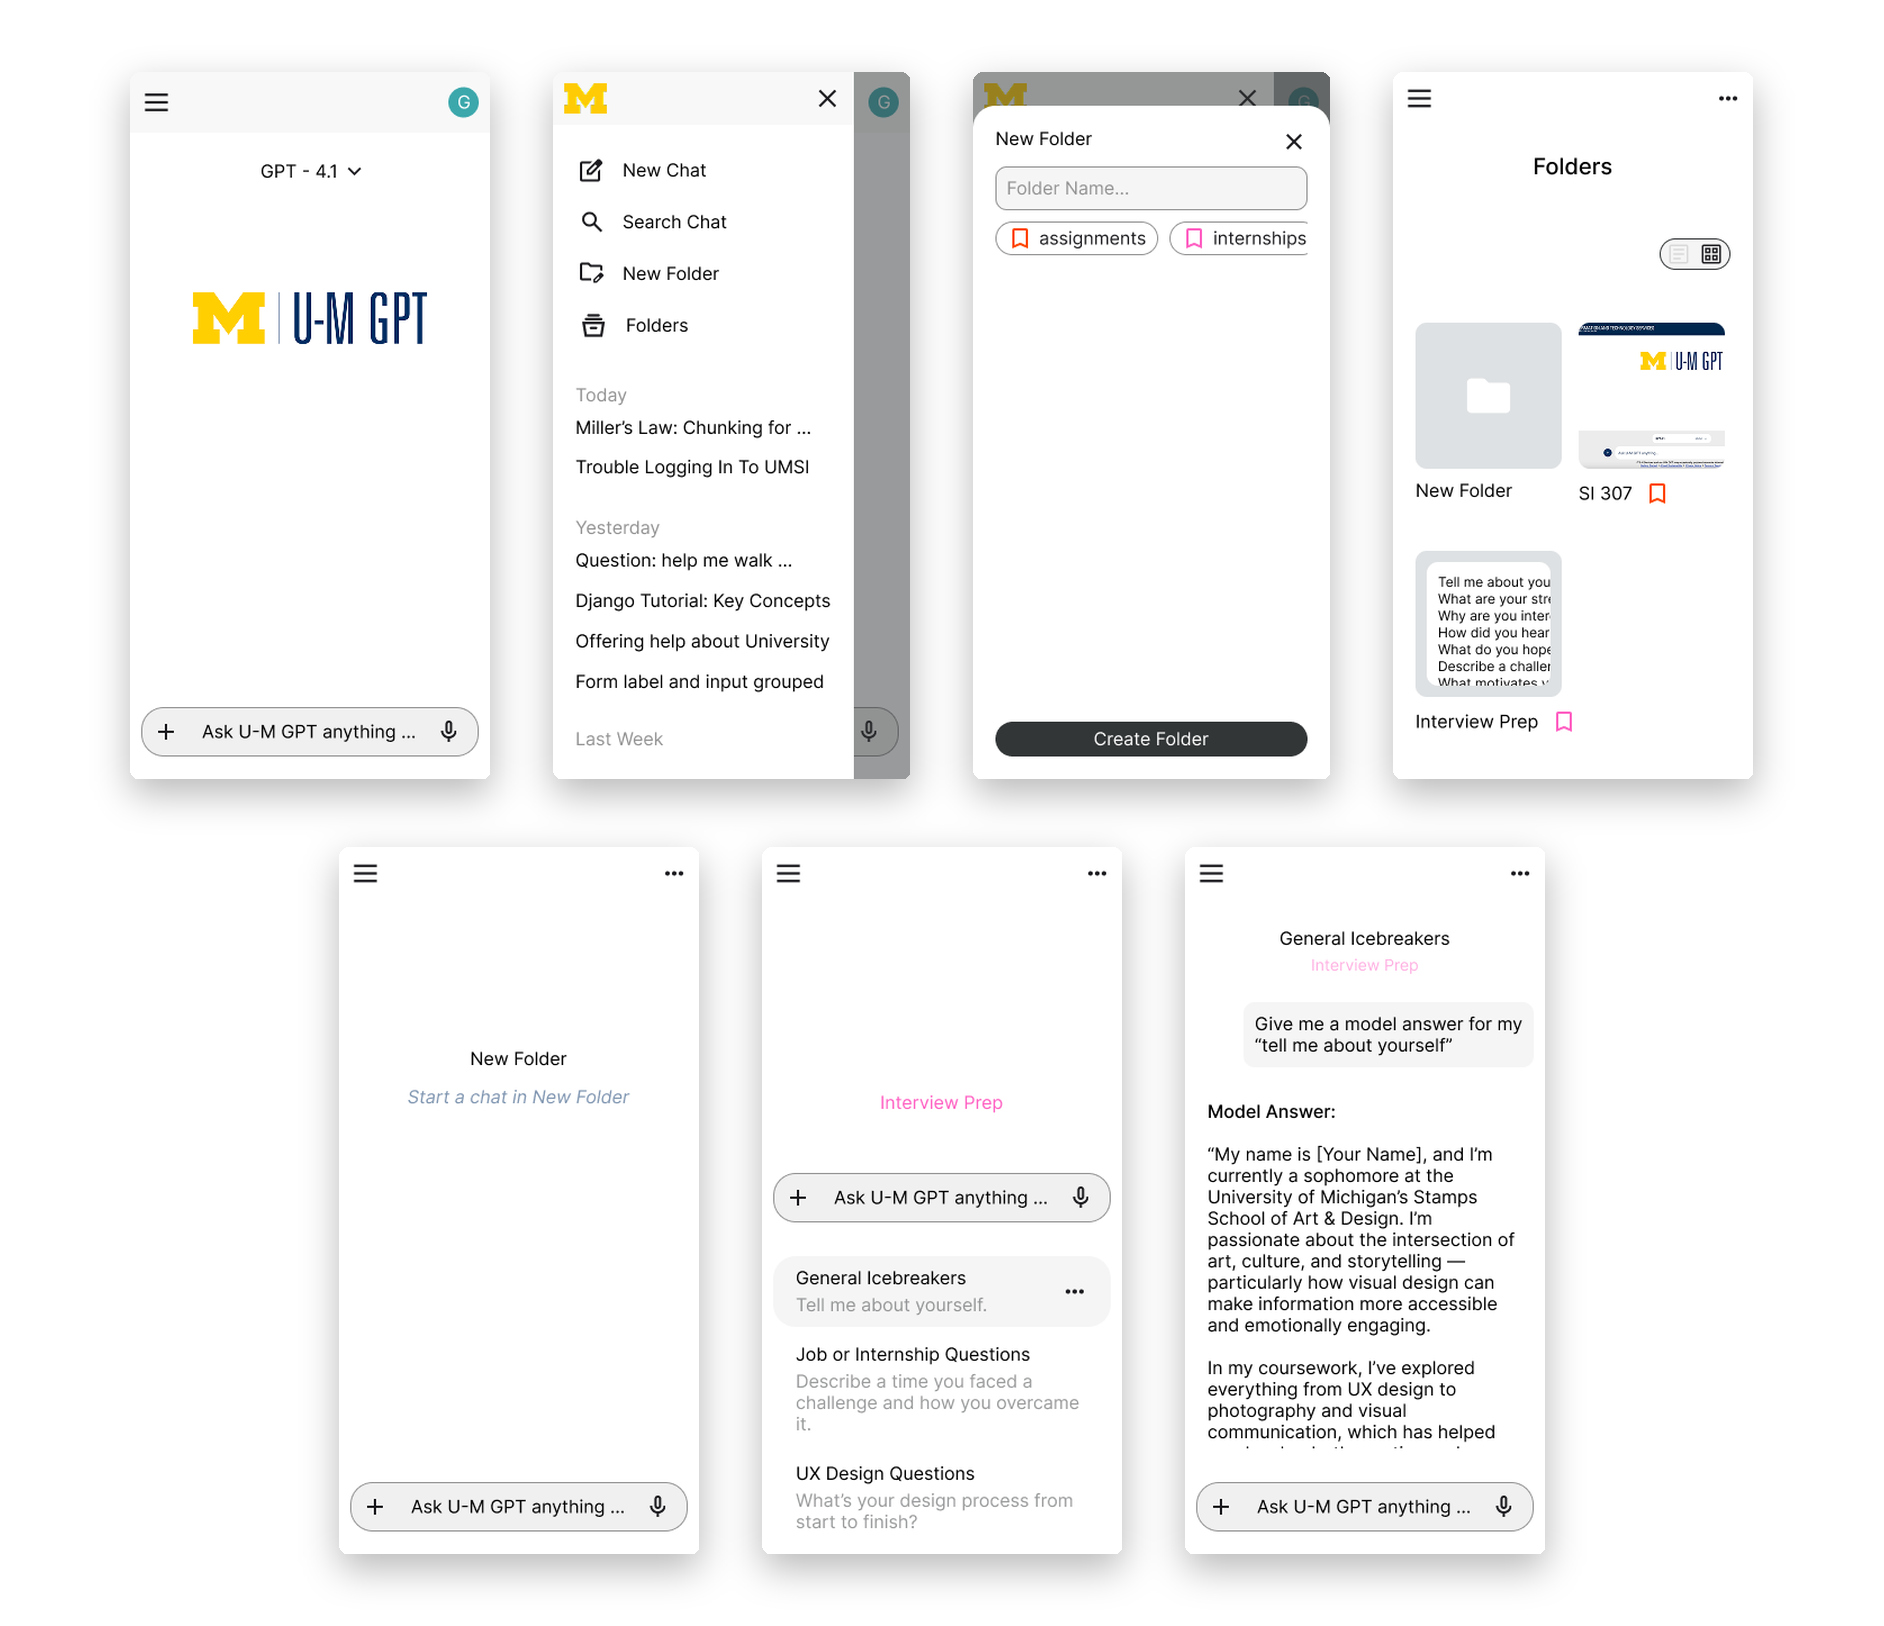 G
GPT - 4.1
M | U-M GPT
+ Ask U-M GPT anything ...
M
G
New Chat
Search Chat
New Folder
Folders
Today
Miller's Law: Chunking for ...
Trouble Logging In To UMSI
Yesterday
Question: help me walk ...
Django Tutorial: Key Concepts
Offering help about University
Form label and input grouped
Last Week
M
G
New Folder
Folder Name...
assignments
internships
Create Folder
Folders
M | U-M GPT
New Folder
SI 307
Tell me about you
What are your stre
Why are you inter
How did you hear
What do you hope
Describe a challer
What motivates y
Interview Prep
New Folder
Start a chat in New Folder
+ Ask U-M GPT anything ...
Interview Prep
+ Ask U-M GPT anything ...
General Icebreakers
Tell me about yourself.
Job or Internship Questions
Describe a time you faced a
challenge and how you overcame
it.
UX Design Questions
What's your design process from
start to finish?
General Icebreakers
Interview Prep
Give me a model answer for my
“tell me about yourself”
Model Answer:
“My name is [Your Name], and I'm
currently a sophomore at the
University of Michigan's Stamps
School of Art & Design. I'm
passionate about the intersection of
art, culture, and storytelling —
particularly how visual design can
make information more accessible
and emotionally engaging.
In my coursework, I've explored
everything from UX design to
photography and visual
communication, which has helped
+ Ask U-M GPT anything ...